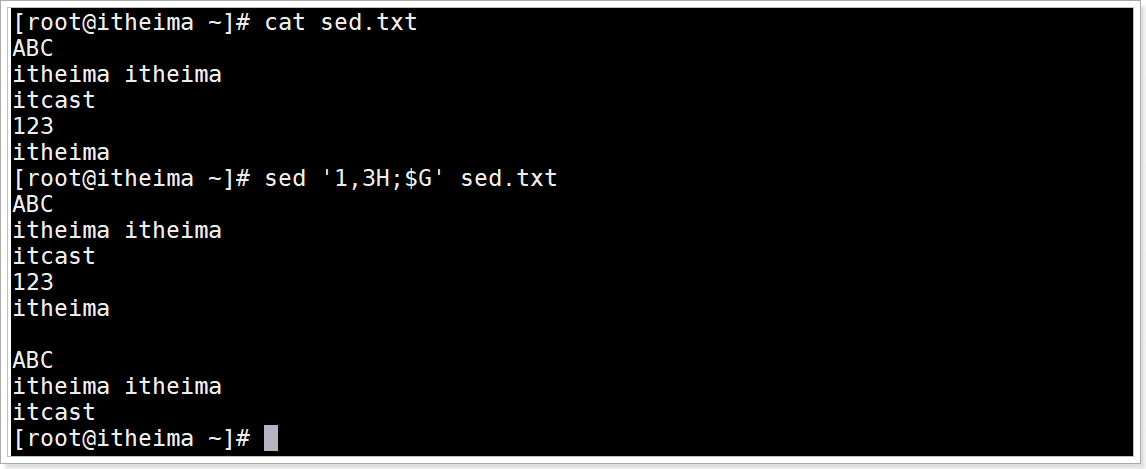 [root@itheima ~]# cat sed.txt
ABC
itheima itheima
itcast
123
itheima
[root@itheima ~]# sed '1,3H;$G' sed.txt
ABC
itheima itheima
itcast
123
itheima

ABC
itheima itheima
itcast
[root@itheima ~]#